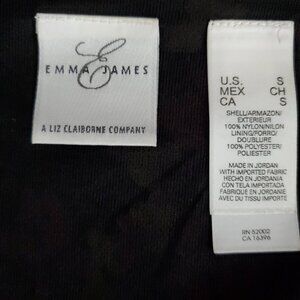 E
EMMA JAMES
A LIZ CLAIBORNE COMPANY
U.S. S
MEX CH
CA S
SHELL/ARMAZON/
EXTERIEUR
100% NYLON/NILON
LINING/FORRO/
DOUBLURE
100% POLYESTER/
POLIESTER
MADE IN JORDAN
WITH IMPORTED FABRIC
HECHO EN JORDANIA
CON TELA IMPORTADA
FABRIQUE EN JORDANIE
AVEC DU TISSU IMPORTE
RN 52002
CA 16396